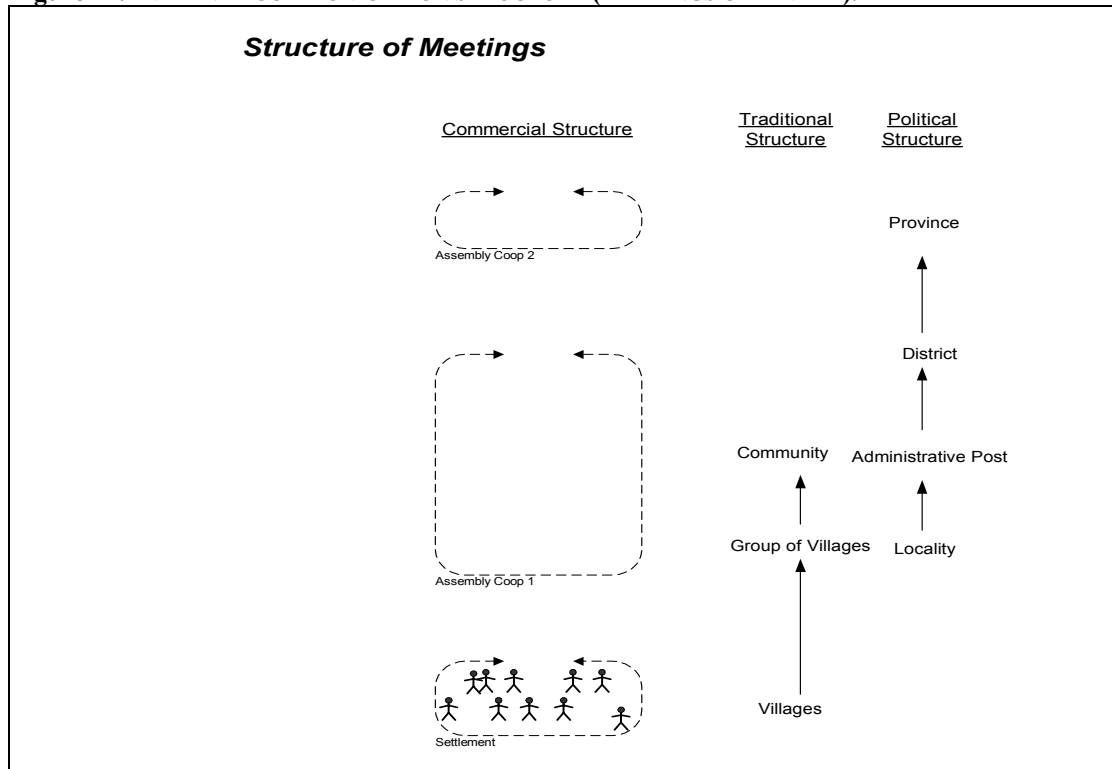 Structure of Meetings
Commercial Structure
Traditional
Structure
Political
Structure
Province
Assembly Coop 2
District
Community
Administrative Post
Group of Villages
Locality
Assembly Coop 1
Villages
Settlement